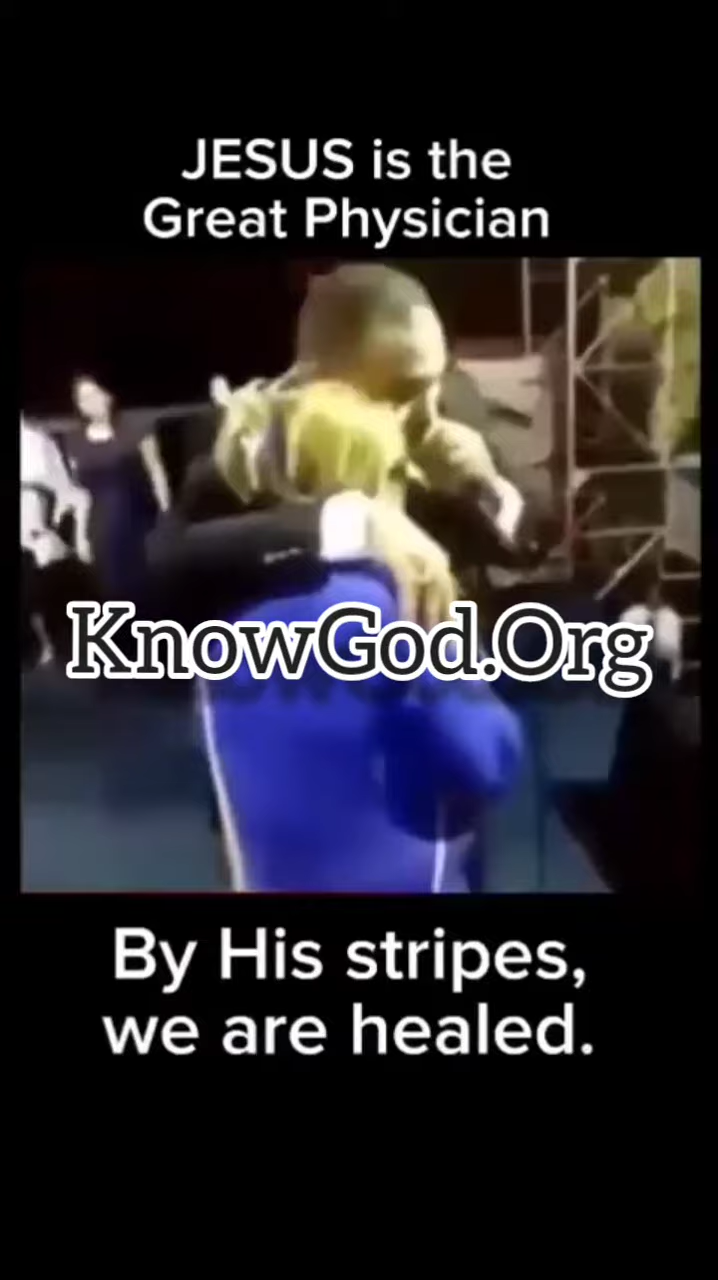 JESUS is the
Great Physician
KnowGod.Org
By His stripes,
we are healed.